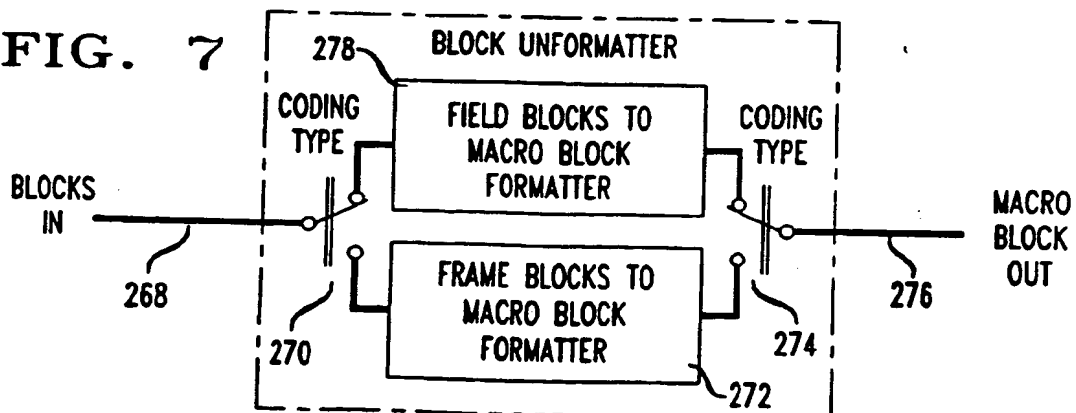 FIG. 7
BLOCK UNFORMATTER
278
CODING
TYPE
FIELD BLOCKS TO
MACRO BLOCK
FORMATTER
CODING
TYPE
BLOCKS
IN
268
270
FRAME BLOCKS TO
MACRO BLOCK
FORMATTER
272
274
276
MACRO
BLOCK
OUT